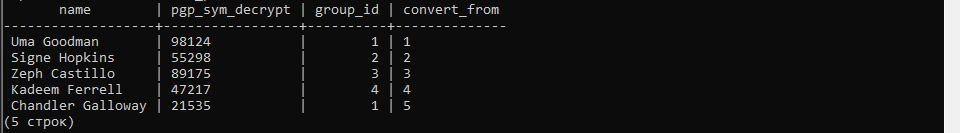 name | pgp_sym_decrypt | group_id | convert_from
-------------------+-----------------+----------+--------------
Uma Goodman | 98124 | 1 | 1
Signe Hopkins | 55298 | 2 | 2
Zeph Castillo | 89175 | 3 | 3
Kadeem Ferrell | 47217 | 4 | 4
Chandler Galloway | 21535 | 1 | 5
(5 строк)